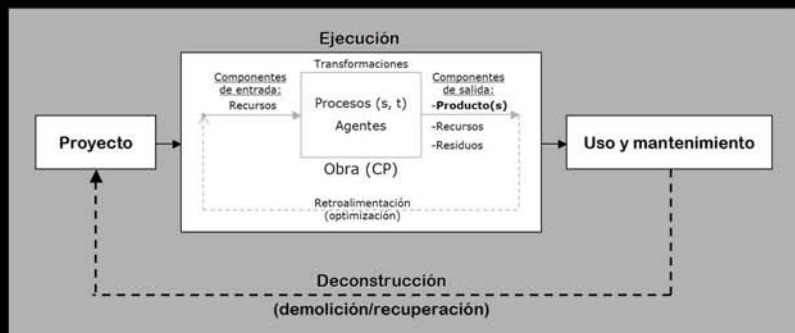 Ejecución
Transformaciones
Componentes
de entrada:
Recursos
Procesos (s, t)
Agentes
Componentes
de salida:
-Producto(s)
-Recursos
-Residuos
Proyecto
Obra (CP)
Uso y mantenimiento
Retroalimentación
(optimización)
Deconstrucción
(demolición/recuperación)